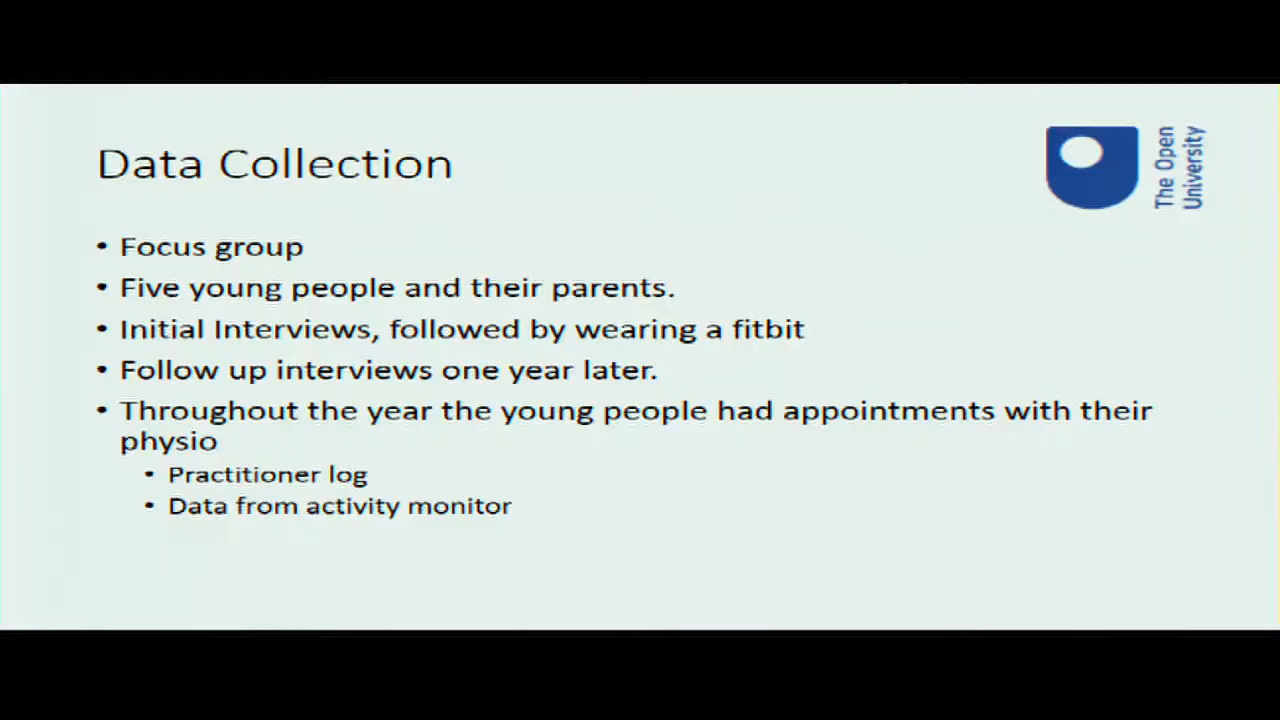 Data Collection
The Open
University
• Focus group
• Five young people and their parents.
• Initial Interviews, followed by wearing a fitbit
• Follow up interviews one year later.
• Throughout the year the young people had appointments with their
physio
• Practitioner log
• Data from activity monitor